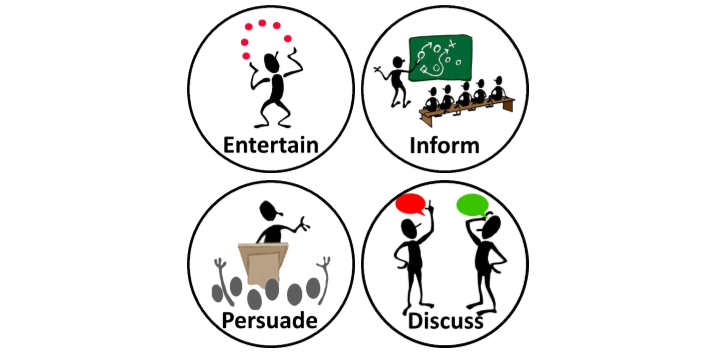 Entertain
Inform
Persuade
Discuss